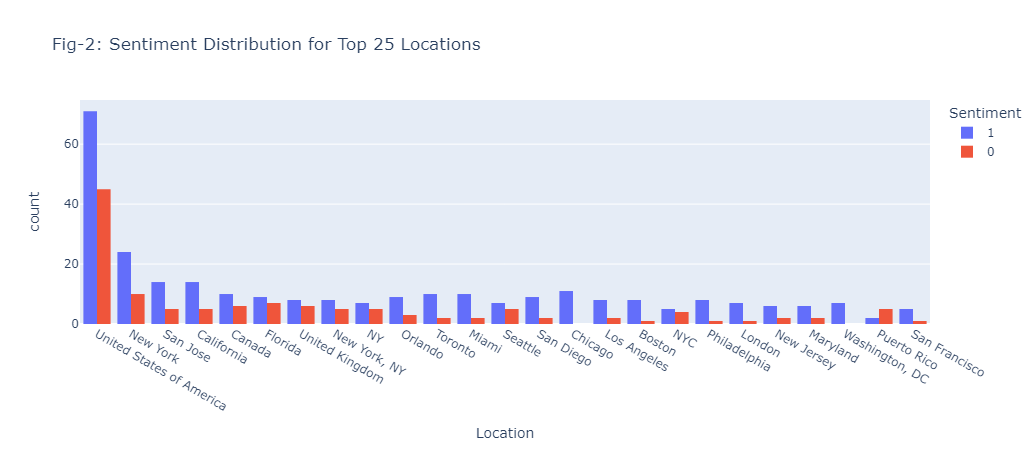 Fig-2: Sentiment Distribution for Top 25 Locations
Sentiment
1
0
count
60
40
20
0
United States of America
New York
San Jose
California
Canada
Florida
United Kingdom
New York, NY
NY
Orlando
Toronto
Miami
Seattle
San Diego
Chicago
Los Angeles
Boston
NYC
Philadelphia
London
New Jersey
Maryland
Washington, DC
Puerto Rico
San Francisco
Location